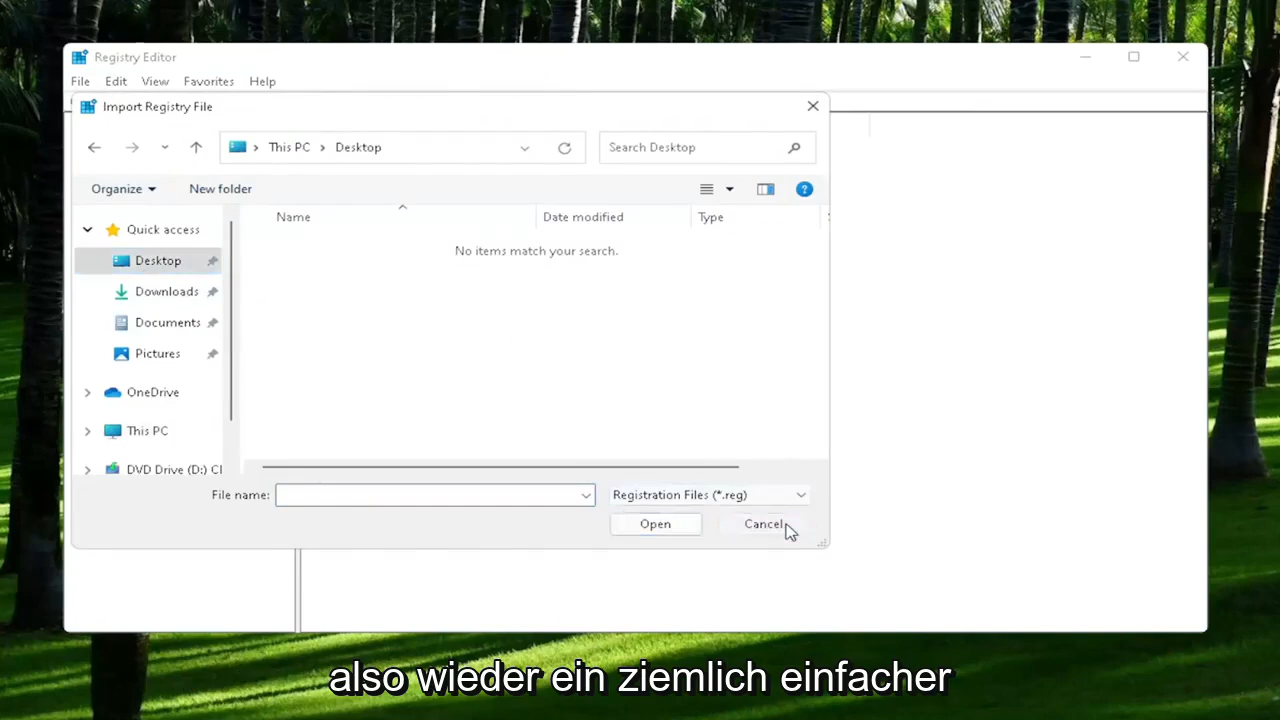 Registry Editor
File Edit View Favorites Help
Import Registry File
This PC Desktop
Search Desktop
Organize New folder
Name Date modified Type
No items match your search.
Quick access
Desktop
Downloads
Documents
Pictures
OneDrive
This PC
DVD Drive (D:) C
File name:
Registration Files (*.reg)
Open Cancel
also wieder ein ziemlich einfacher